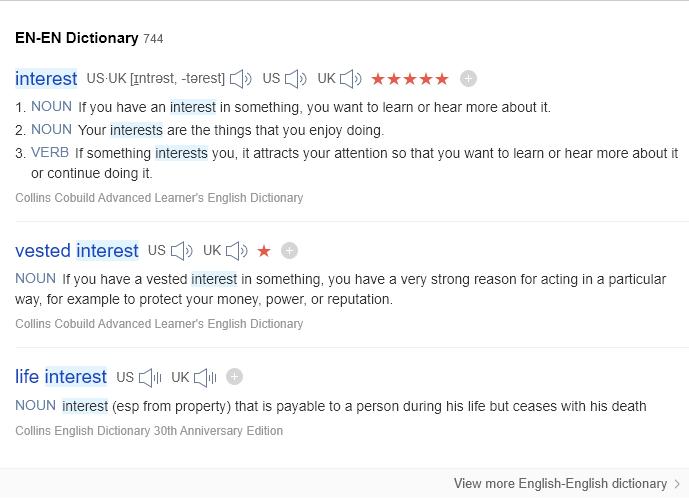 EN-EN Dictionary 744
interest US·UK [ɪntrəst, -tərest] US UK ★★★★★
1. NOUN If you have an interest in something, you want to learn or hear more about it.
2. NOUN Your interests are the things that you enjoy doing.
3. VERB If something interests you, it attracts your attention so that you want to learn or hear more about it
or continue doing it.
Collins Cobuild Advanced Learner's English Dictionary
vested interest US UK ★
NOUN If you have a vested interest in something, you have a very strong reason for acting in a particular
way, for example to protect your money, power, or reputation.
Collins Cobuild Advanced Learner's English Dictionary
life interest US UK
NOUN interest (esp from property) that is payable to a person during his life but ceases with his death
Collins English Dictionary 30th Anniversary Edition
View more English-English dictionary